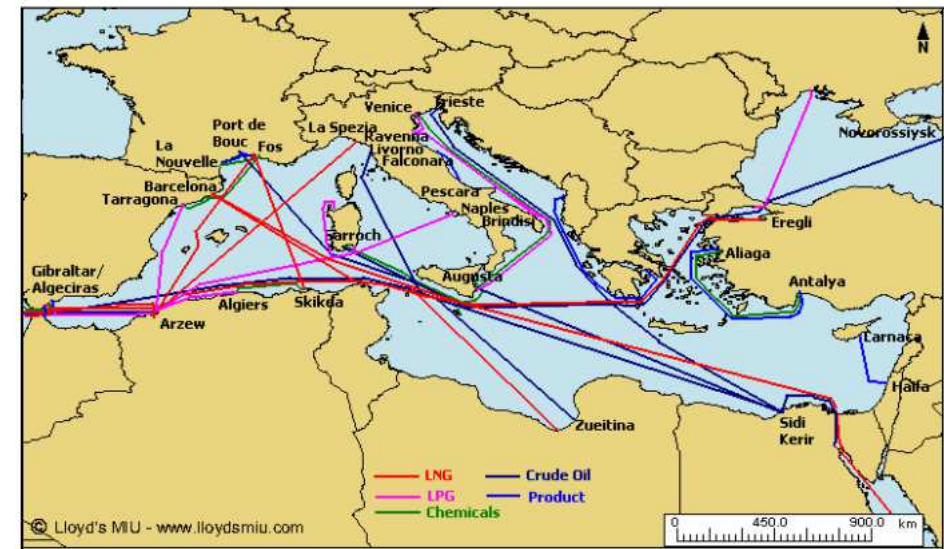 N
Venice
Trieste
Novorossiysk
Port de
Bouc
Fos
La Spezia
Ravenna
Livorno
Falconara
La
Nouvelle
Barcelona
Tarragona
Pescara
Naples
Brindisi
Eregli
Sarroch
Aliaga
Gibraltar/
Algeciras
Augusta
Antalya
Algiers
Skikda
Arzew
Larnaca
Haifa
Zueitina
Sidi
Kerir
LNG
Crude Oil
LPG
Product
Chemicals
© Lloyd's MIU - www.lloydsmiu.com
0 450.0 900.0 km